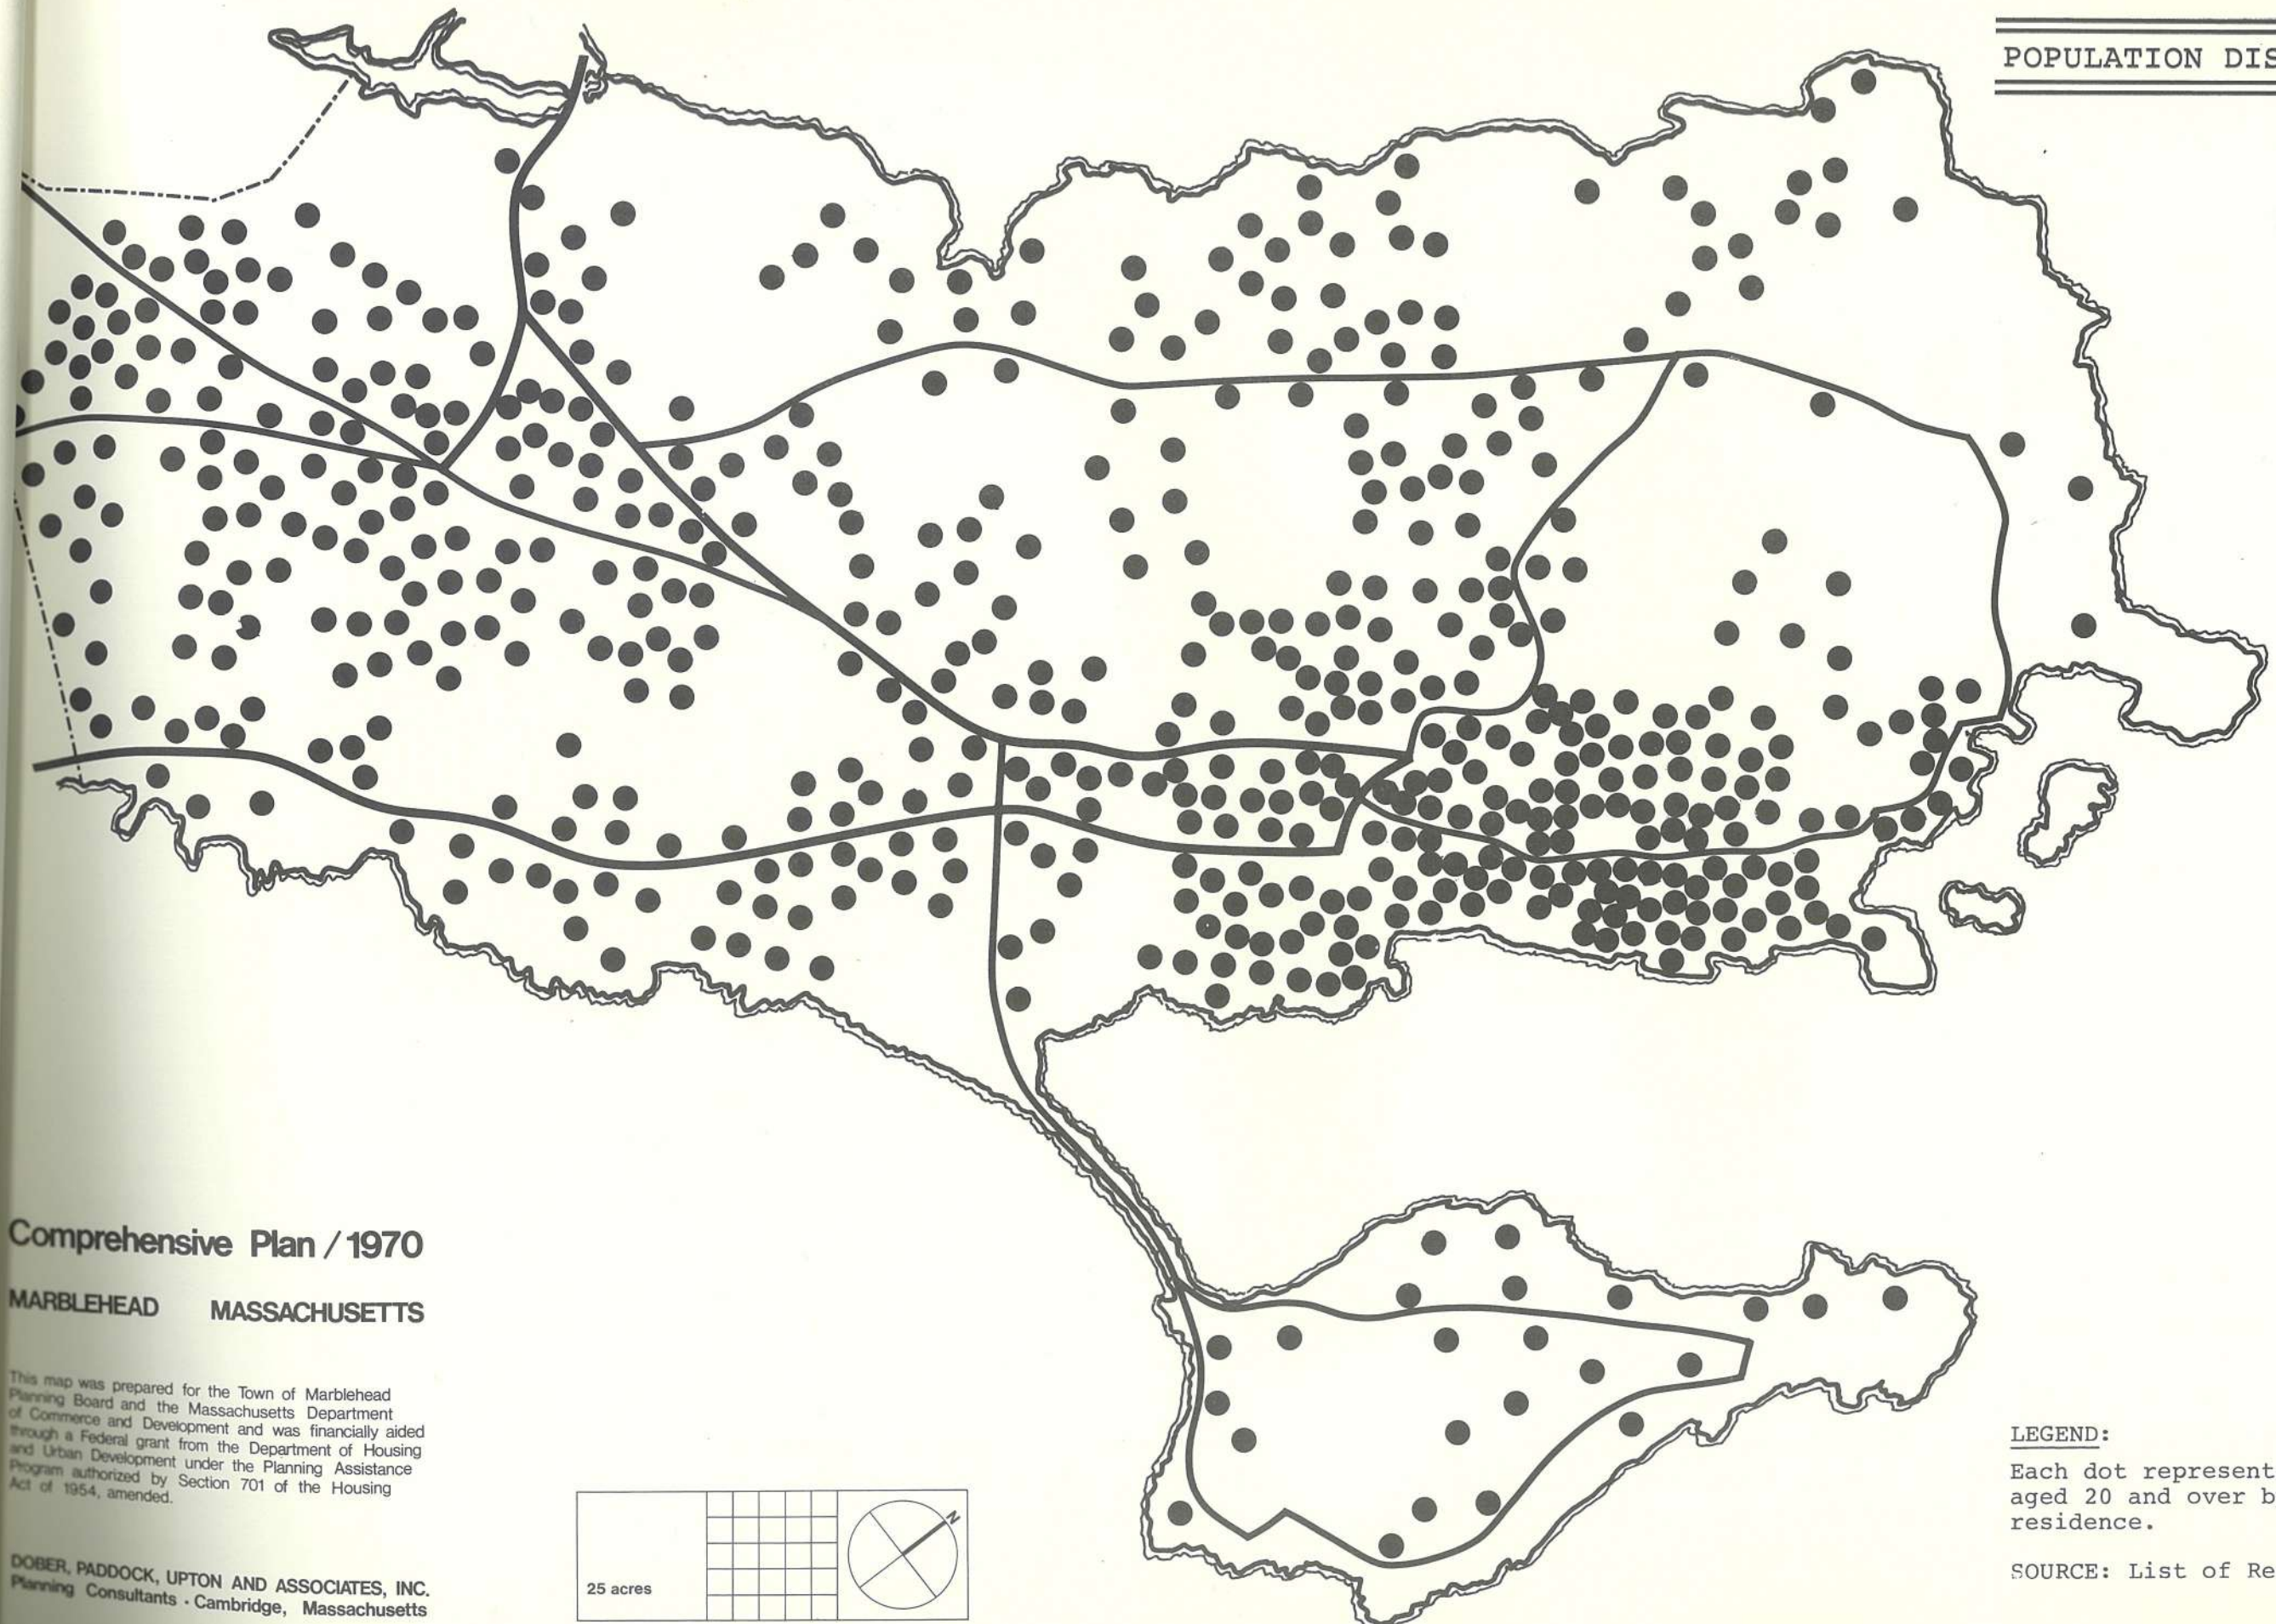 POPULATION DIS
Comprehensive Plan / 1970
MARBLEHEAD MASSACHUSETTS
This map was prepared for the Town of Marblehead
Planning Board and the Massachusetts Department
of Commerce and Development and was financially aided
through a Federal grant from the Department of Housing
and Urban Development under the Planning Assistance
Program authorized by Section 701 of the Housing
Act of 1954, amended.
DOBER, PADDOCK, UPTON AND ASSOCIATES, INC.
Planning Consultants · Cambridge, Massachusetts
25 acres
N
LEGEND:
Each dot represent
aged 20 and over b
residence.
SOURCE: List of Re